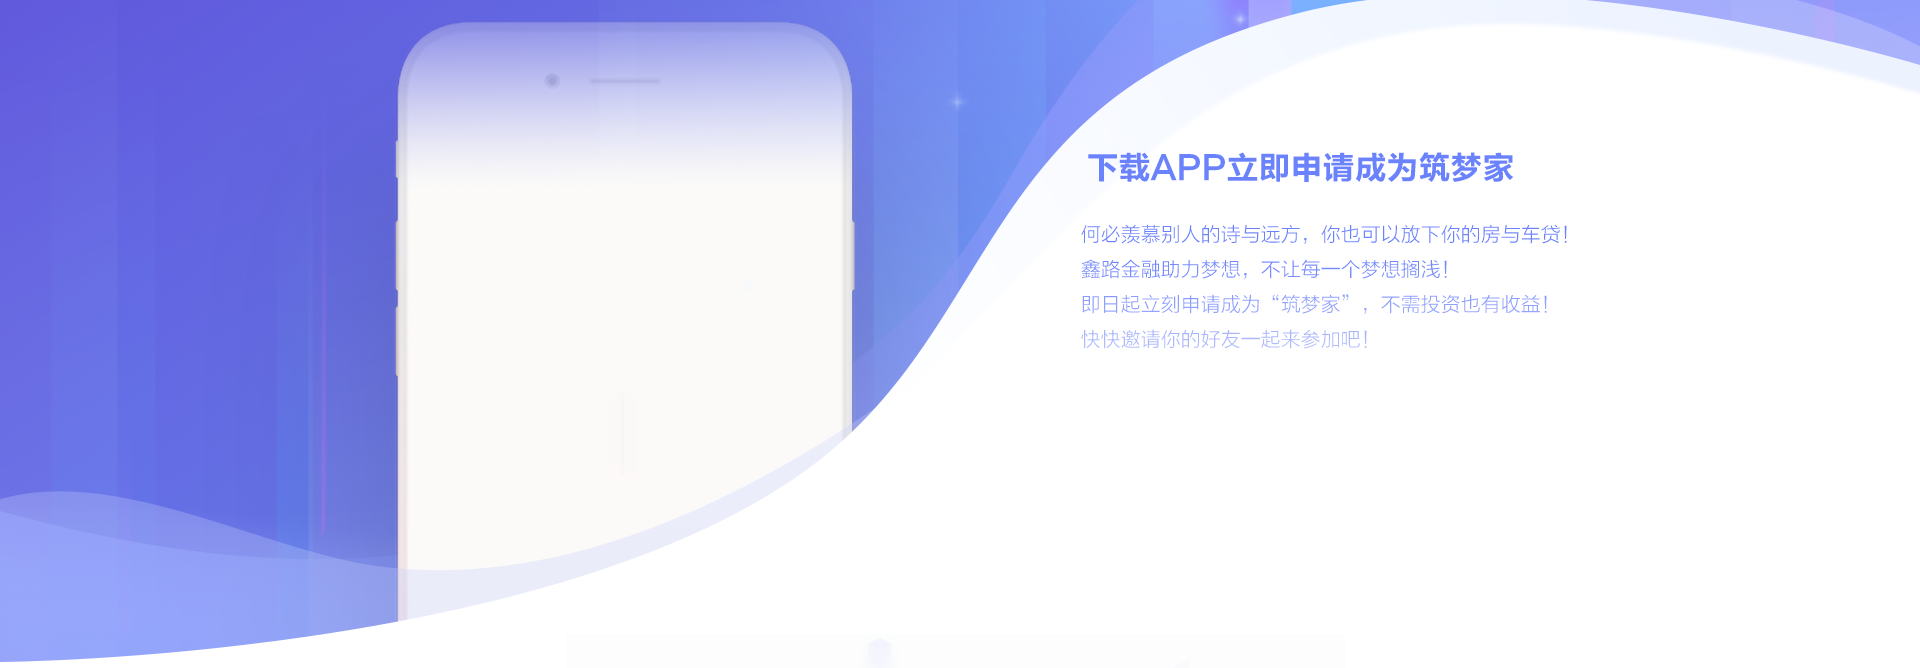 下载APP立即申请成为筑梦家
何必羡慕别人的诗与远方，你也可以放下你的房与车贷！
鑫路金融助力梦想，不让每一个梦想搁浅！
即日起立刻申请成为“筑梦家”，不需投资也有收益！
快快邀请你的好友一起来参加吧！